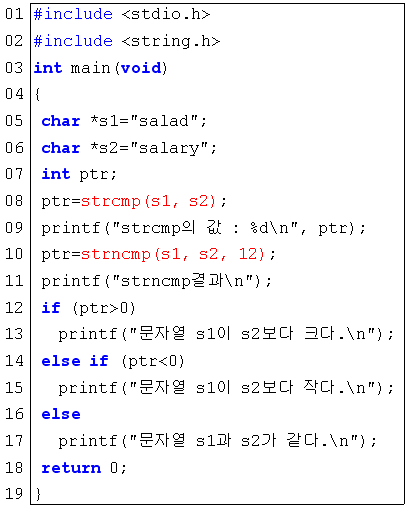 01 #include <stdio.h>
02 #include <string.h>
03 int main(void)
04 {
05 char *s1="salad";
06 char *s2="salary";
07 int ptr;
08 ptr=strcmp(s1, s2);
09 printf("strcmp의 값 : %d\n", ptr);
10 ptr=strncmp(s1, s2, 12);
11 printf("strncmp결과\n");
12 if (ptr>0)
13 printf("문자열 s1이 s2보다 크다.\n");
14 else if (ptr<0)
15 printf("문자열 s1이 s2보다 작다.\n");
16 else
17 printf("문자열 s1과 s2가 같다.\n");
18 return 0;
19 }